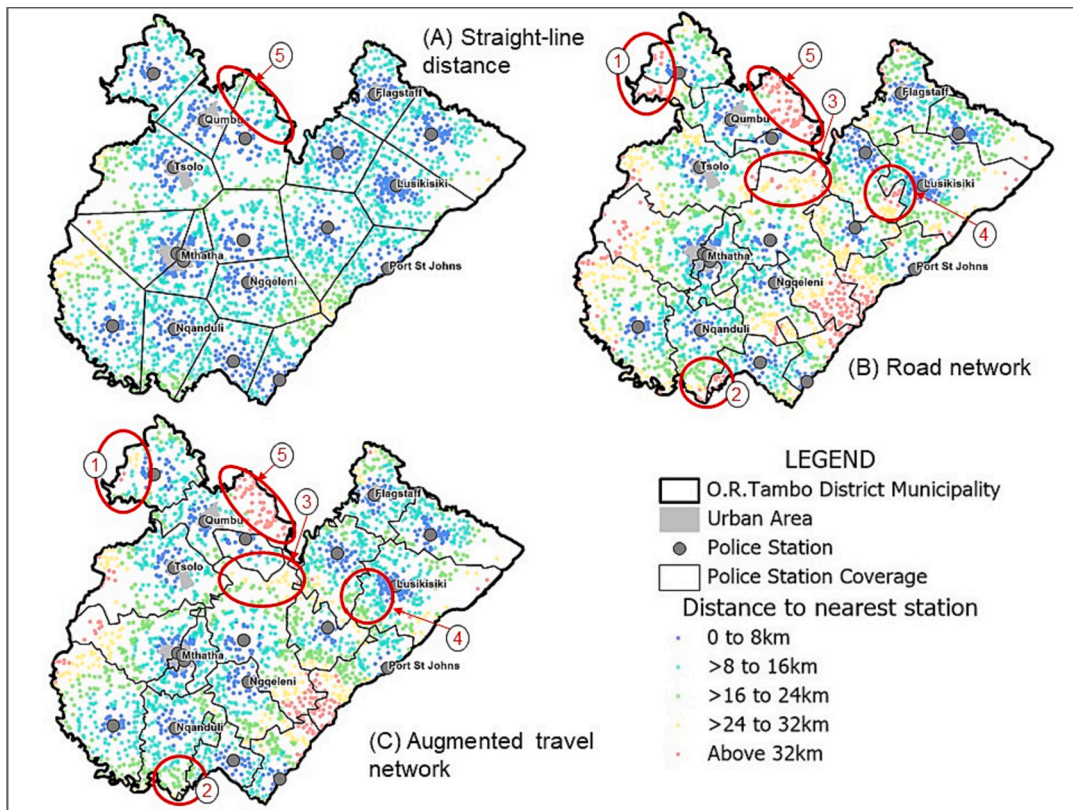 (A) Straight-line
distance
5
Flagstaff
Qumbu
Tsolo
Lusikisiki
Mthatha
Port St Johns
Ngqeleni
Nqanduli
1
5
3
Flagstaff
Qumbu
Tsolo
Lusikisiki
4
Mthatha
Port St Johns
Ngqeleni
Nqanduli
(B) Road network
2
1
5
3
Flagstaff
Qumbu
Tsolo
Lusikisiki
4
Mthatha
Port St Johns
Ngqeleni
Nqanduli
(C) Augmented travel
network
2
LEGEND
O.R.Tambo District Municipality
Urban Area
Police Station
Police Station Coverage
Distance to nearest station
0 to 8km
>8 to 16km
>16 to 24km
>24 to 32km
Above 32km